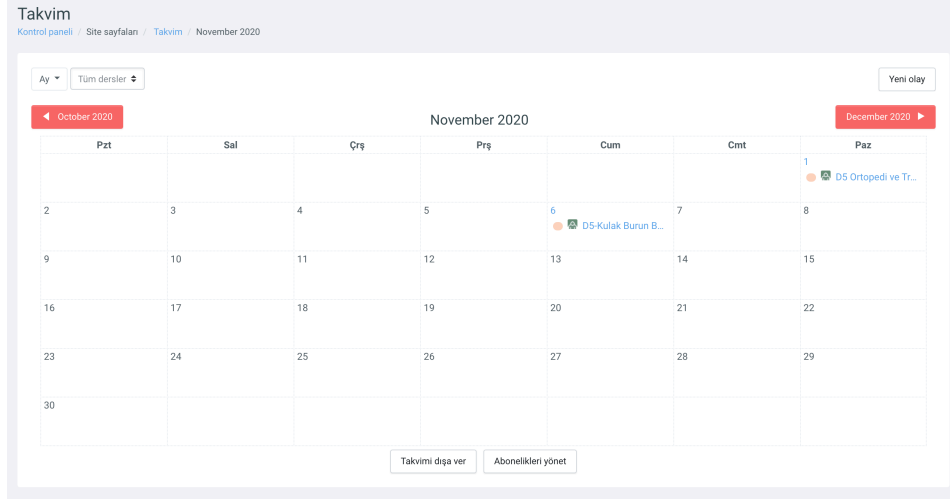 Takvim
Kontrol paneli / Site sayfaları / Takvim / November 2020
Ay Tüm dersler Yeni olay
October 2020 November 2020 December 2020
Pzt Sal Çrş Prş Cum Cmt Paz
1
D5 Ortopedi ve Tr...
2 3 4 5 6 7 8
D5-Kulak Burun B...
9 10 11 12 13 14 15
16 17 18 19 20 21 22
23 24 25 26 27 28 29
30
Takvimi dışa ver Abonelikleri yönet